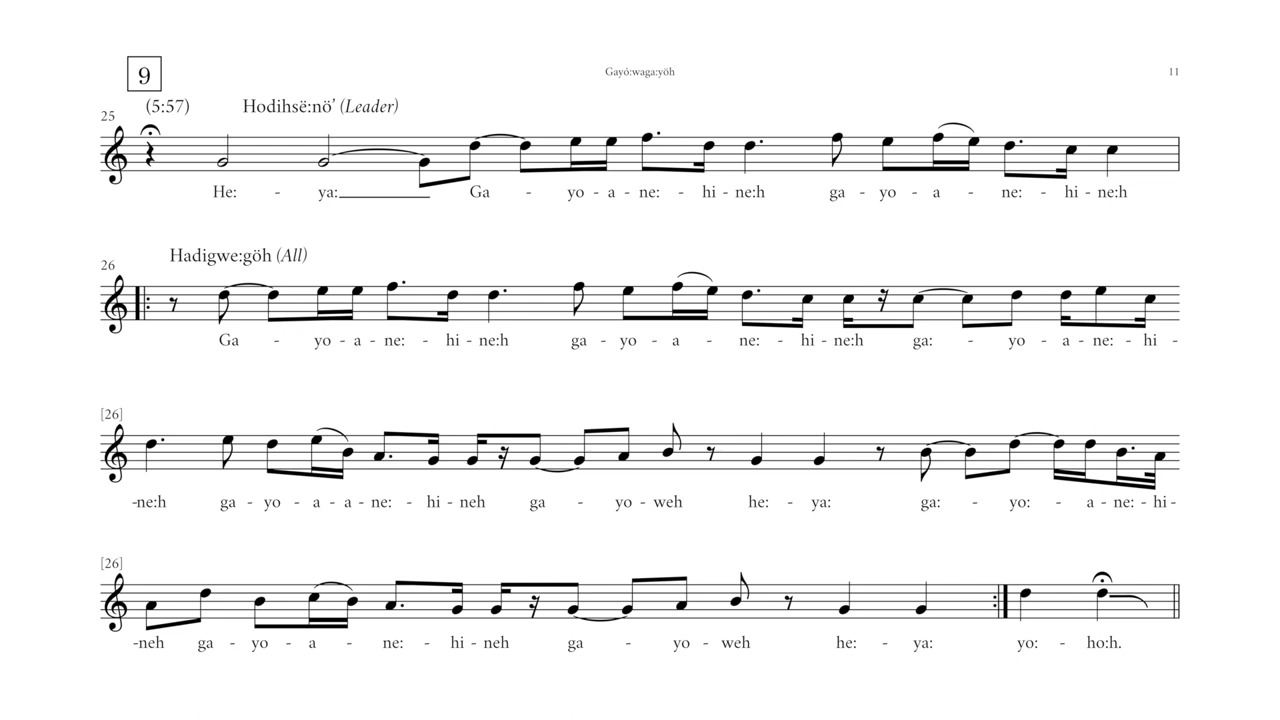 Gayó:waga:yöh
11
9
(5:57) Hodihsë:nö’ (Leader)
25
He: - ya: Ga - yo - a - ne: - hi - ne:h ga - yo - a - ne: - hi - ne:h
Hadigwe:göh (All)
26
Ga - yo - a - ne: - hi - ne:h ga - yo - a - ne: - hi - ne:h ga: - yo - a - ne: - hi -
[26]
-ne:h ga - yo - a - a - ne: - hi - neh ga - yo - weh he: - ya: ga: - yo: - a - ne: - hi -
[26]
-neh ga - yo - a - ne: - hi - neh ga - yo - weh he: - ya: yo: - ho:h.